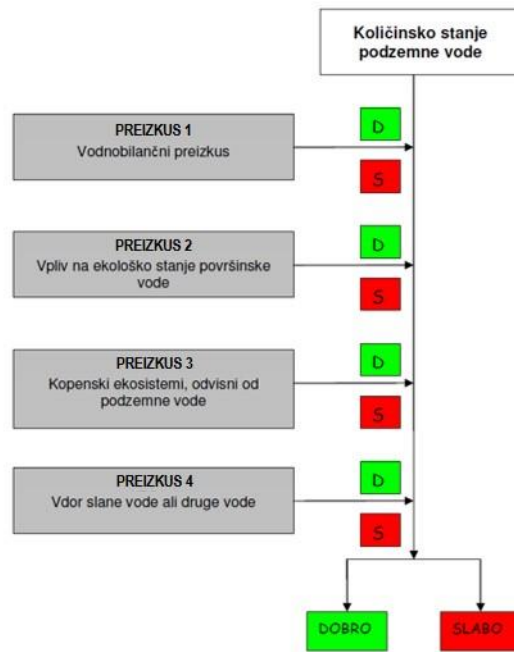 Količinsko stanje
podzemne vode
PREIZKUS 1
Vodnobilančni preizkus
D
S
PREIZKUS 2
Vpliv na ekološko stanje površinske
vode
D
S
PREIZKUS 3
Kopenski ekosistemi, odvisni od
podzemne vode
D
S
PREIZKUS 4
Vdor slane vode ali druge vode
D
S
DOBRO
SLABO